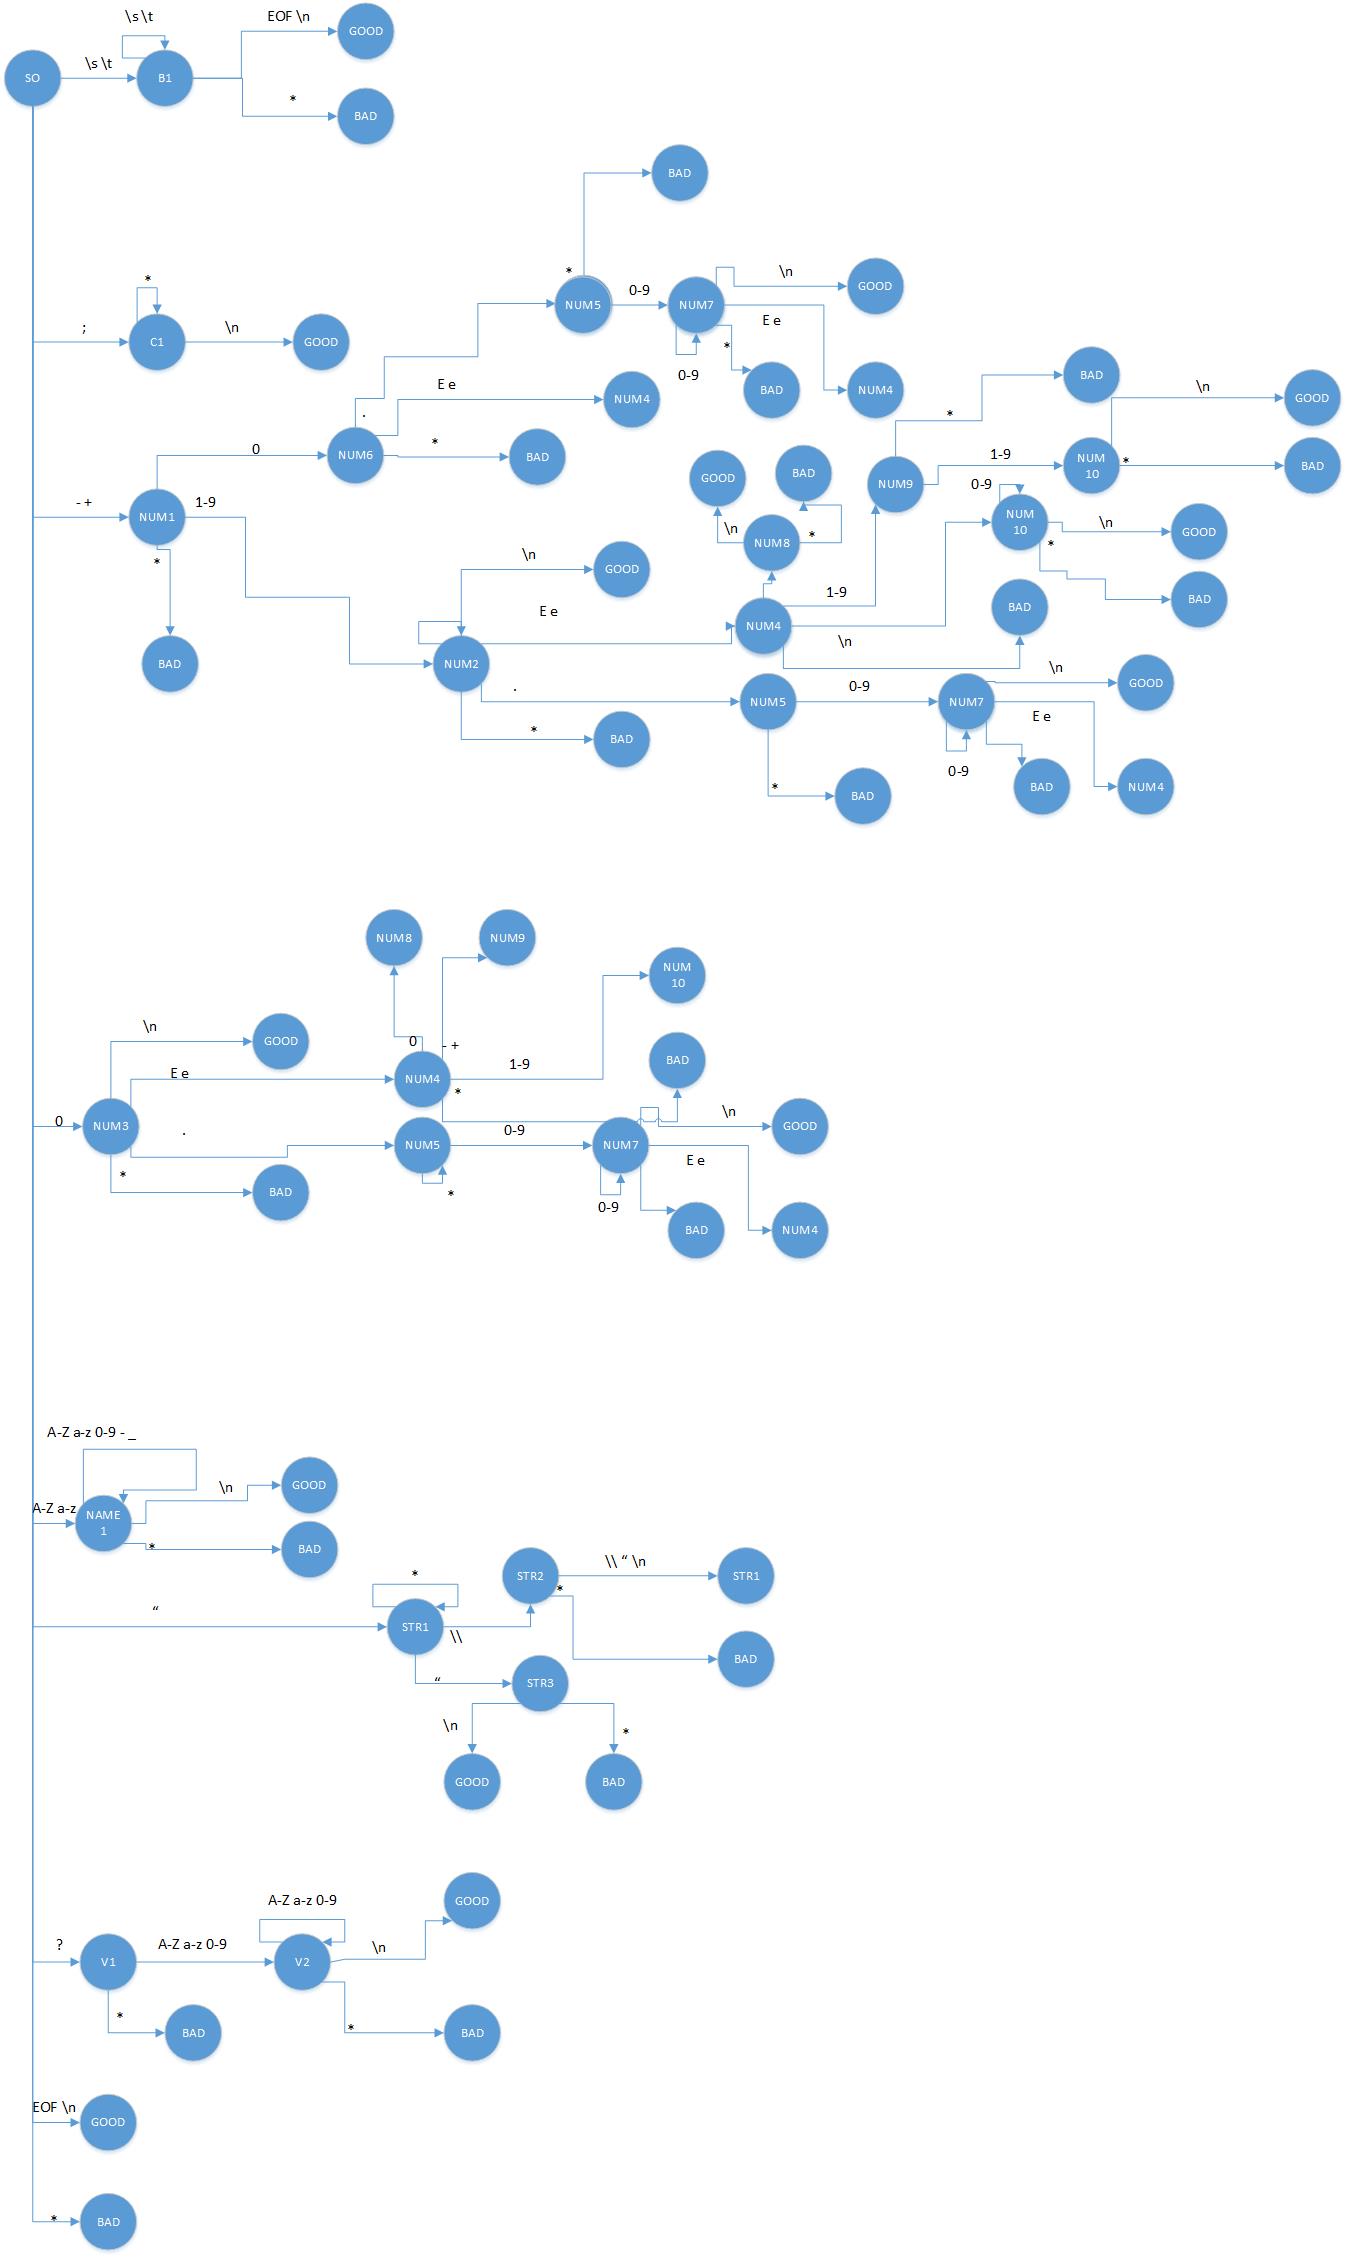 \s \t
EOF \n
GOOD
SO
\s \t
B1
*
BAD
BAD
*
NUM5
0-9
NUM7
\n
GOOD
E e
*
0-9
BAD
NUM4
*
;
C1
\n
GOOD
E e
NUM4
.
0
NUM6
*
BAD
- +
NUM1
1-9
*
BAD
BAD
\n
GOOD
*
NUM9
1-9
NUM
10
*
BAD
GOOD
BAD
\n
NUM8
*
0-9
NUM
10
\n
GOOD
*
BAD
\n
GOOD
E e
NUM4
1-9
\n
BAD
NUM2
.
NUM5
0-9
NUM7
\n
GOOD
E e
*
BAD
0-9
BAD
NUM4
*
BAD
NUM8
NUM9
NUM
10
\n
GOOD
0
- +
BAD
E e
NUM4
1-9
*
0
NUM3
.
NUM5
0-9
NUM7
\n
GOOD
E e
*
BAD
*
0-9
BAD
NUM4
A-Z a-z 0-9 - _
\n
GOOD
A-Z a-z
NAME
1
*
BAD
*
STR2
\\ “ \n
STR1
*
“
STR1
\\
BAD
“
STR3
\n
*
GOOD
BAD
GOOD
A-Z a-z 0-9
?
V1
A-Z a-z 0-9
V2
\n
*
BAD
*
BAD
EOF \n
GOOD
*
BAD